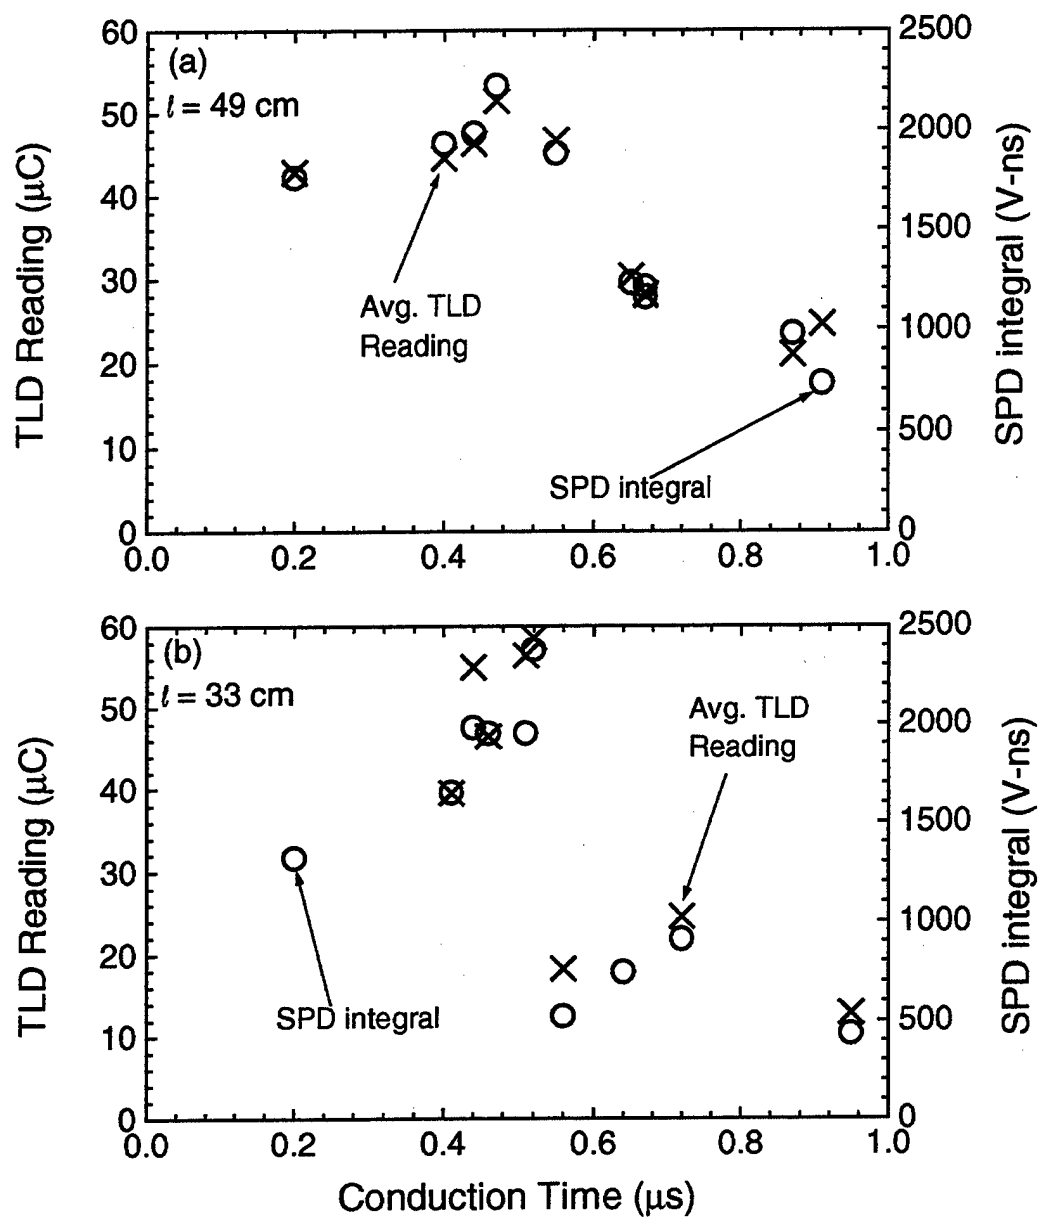 (a)
ℓ = 49 cm
TLD Reading (μC)
60
50
40
30
20
10
0
SPD integral (V-ns)
2500
2000
1500
1000
500
0
Avg. TLD
Reading
SPD integral
0.0
0.2
0.4
0.6
0.8
1.0
(b)
ℓ = 33 cm
TLD Reading (μC)
60
50
40
30
20
10
0
SPD integral (V-ns)
2500
2000
1500
1000
500
0
Avg. TLD
Reading
SPD integral
0.0
0.2
0.4
0.6
0.8
1.0
Conduction Time (μs)